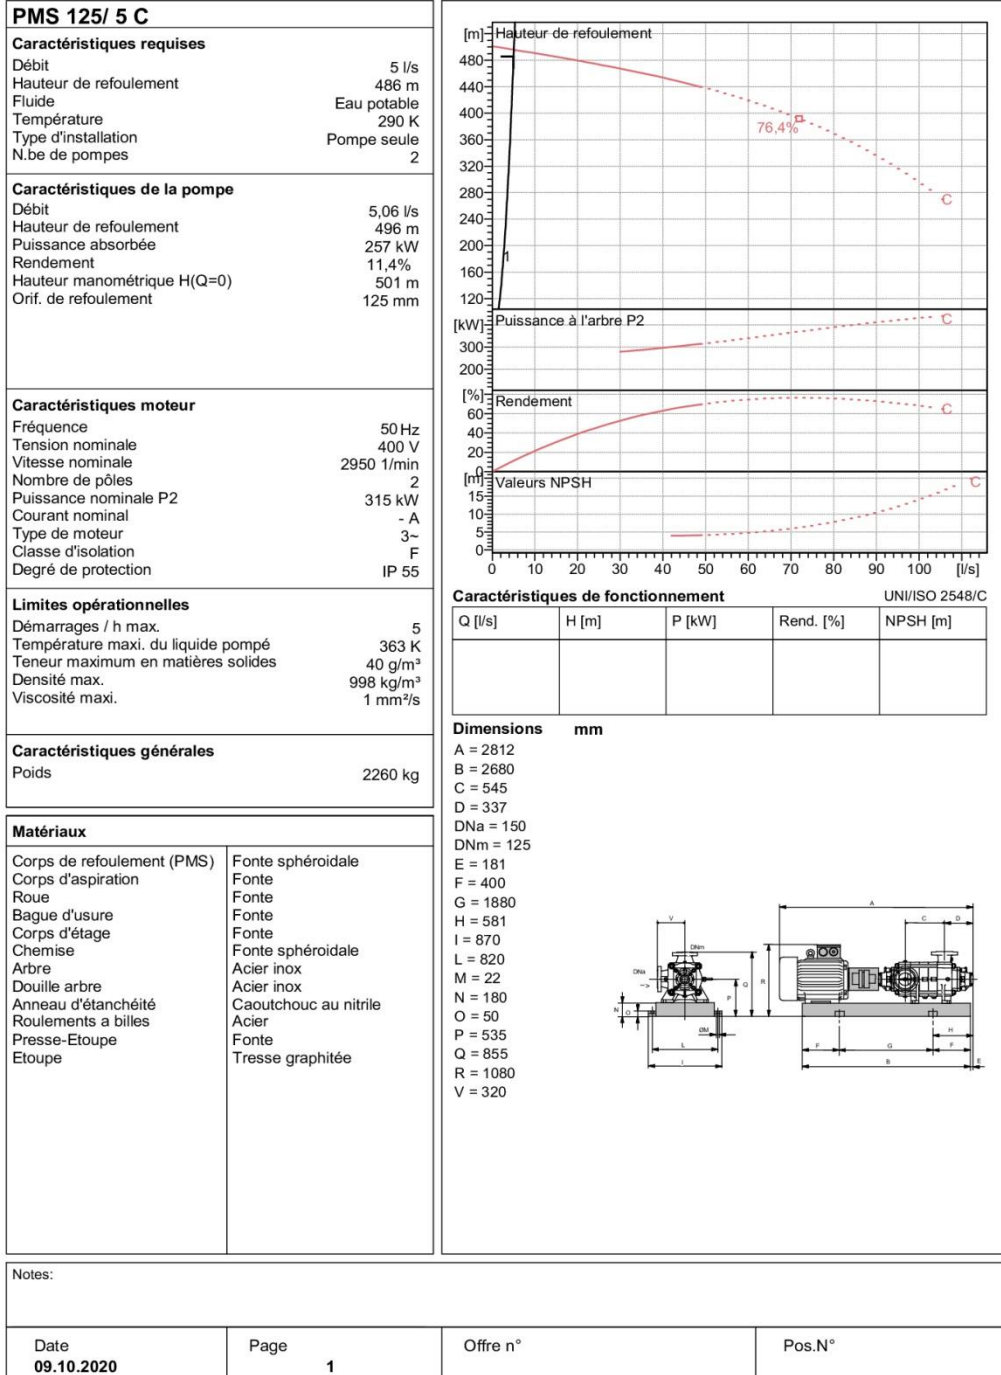 PMS 125/ 5 C
Caractéristiques requises
Débit 5 l/s
Hauteur de refoulement 486 m
Fluide Eau potable
Température 290 K
Type d'installation Pompe seule
N.be de pompes 2
Caractéristiques de la pompe
Débit 5,06 l/s
Hauteur de refoulement 496 m
Puissance absorbée 257 kW
Rendement 11,4%
Hauteur manométrique H(Q=0) 501 m
Orif. de refoulement 125 mm
Caractéristiques moteur
Fréquence 50 Hz
Tension nominale 400 V
Vitesse nominale 2950 1/min
Nombre de pôles 2
Puissance nominale P2 315 kW
Courant nominal - A
Type de moteur 3~
Classe d'isolation F
Degré de protection IP 55
Limites opérationnelles
Démarrages / h max. 5
Température maxi. du liquide pompé 363 K
Teneur maximum en matières solides 40 g/m³
Densité max. 998 kg/m³
Viscosité maxi. 1 mm²/s
Caractéristiques générales
Poids 2260 kg
Matériaux
Corps de refoulement (PMS) Fonte sphéroidale
Corps d'aspiration Fonte
Roue Fonte
Bague d'usure Fonte
Corps d'étage Fonte
Chemise Fonte sphéroidale
Arbre Acier inox
Douille arbre Acier inox
Anneau d'étanchéité Caoutchouc au nitrile
Roulements a billes Acier
Presse-Etoupe Fonte
Etoupe Tresse graphitée
[m] Hauteur de refoulement
480
440
400
76,4%
360
320
280 C
240
200
1
160
120
[kW] Puissance à l'arbre P2 C
300
200
[%] Rendement
60 C
40
20
0
[m] Valeurs NPSH C
15
10
5
0
0 10 20 30 40 50 60 70 80 90 100 [l/s]
Caractéristiques de fonctionnement UNI/ISO 2548/C
Q [l/s] H [m] P [kW] Rend. [%] NPSH [m]
Dimensions mm
A = 2812
B = 2680
C = 545
D = 337
DNa = 150
DNm = 125
E = 181
F = 400
G = 1880
H = 581
I = 870
L = 820
M = 22
N = 180
O = 50
P = 535
Q = 855
R = 1080
V = 320
A
V C D
DNm
DNa
R
Q
P
N O
ØM H
L F G F
I B E
Notes:
Date Page Offre n° Pos.N°
09.10.2020 1